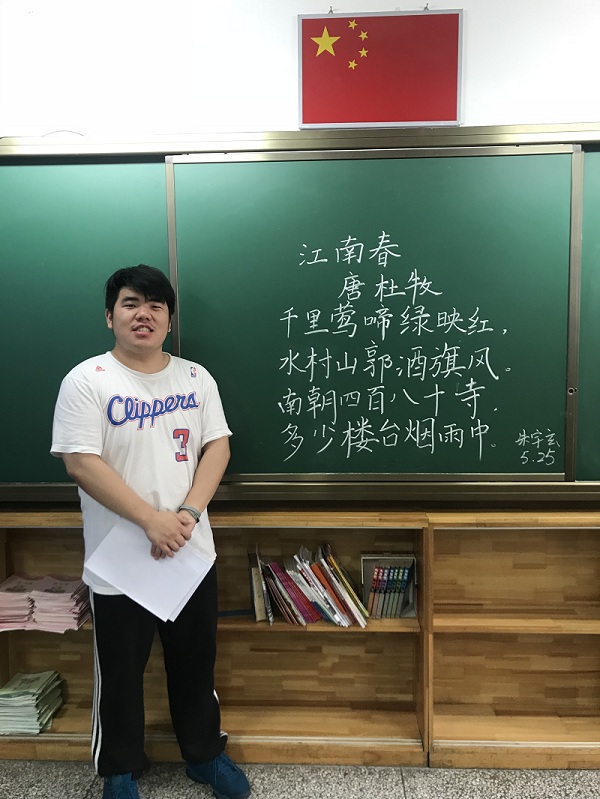 江南春
唐 杜牧
千里莺啼绿映红，
水村山郭酒旗风。
南朝四百八十寺，
多少楼台烟雨中。
朱宇玄
5.25
Clippers
3